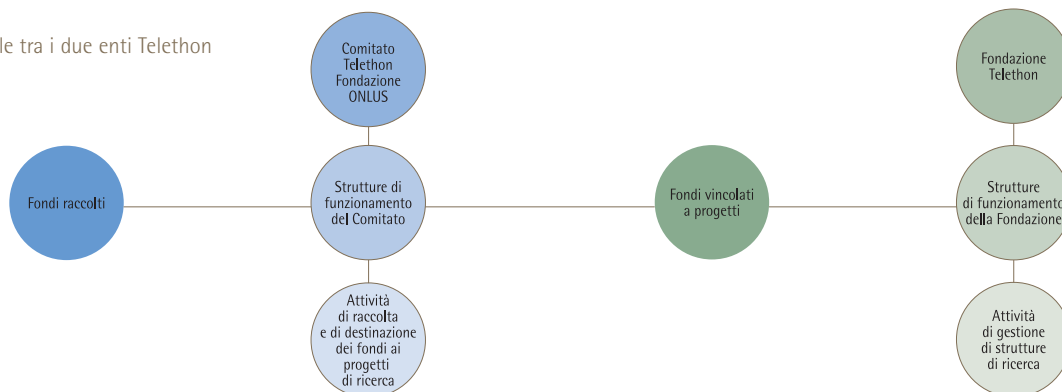 le tra i due enti Telethon
Comitato
Telethon
Fondazione
ONLUS
Fondazione
Telethon
Fondi raccolti
Strutture di
funzionamento
del Comitato
Fondi vincolati
a progetti
Strutture
di funzionamento
della Fondazione
Attività
di raccolta
e di destinazione
dei fondi ai
progetti
di ricerca
Attività
di gestione
di strutture
di ricerca